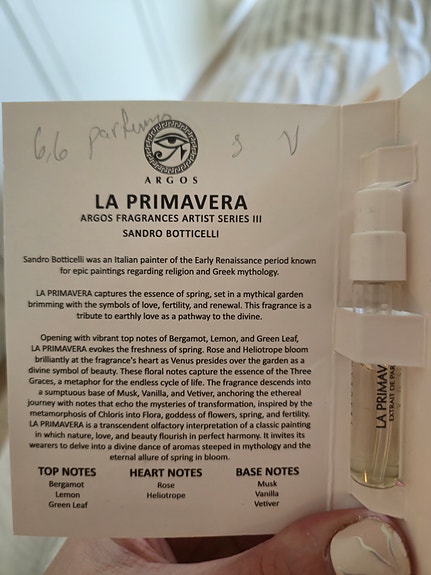 6,6 parfumo
s V
ARGOS
LA PRIMAVERA
ARGOS FRAGRANCES ARTIST SERIES III
SANDRO BOTTICELLI
Sandro Botticelli was an Italian painter of the Early Renaissance period known
for epic paintings regarding religion and Greek mythology.
LA PRIMAVERA captures the essence of spring, set in a mythical garden
brimming with the symbols of love, fertility, and renewal. This fragrance is a
tribute to earthly love as a pathway to the divine.
Opening with vibrant top notes of Bergamot, Lemon, and Green Leaf,
LA PRIMAVERA evokes the freshness of spring. Rose and Heliotrope bloom
brilliantly at the fragrance's heart as Venus presides over the garden as a
divine symbol of beauty. These floral notes capture the essence of the Three
Graces, a metaphor for the endless cycle of life. The fragrance descends into
a sumptuous base of Musk, Vanilla, and Vetiver, anchoring the ethereal
journey with notes that echo the mysteries of transformation, inspired by the
metamorphosis of Chloris into Flora, goddess of flowers, spring, and fertility.
LA PRIMAVERA is a transcendent olfactory interpretation of a classic painting
in which nature, love, and beauty flourish in perfect harmony. It invites its
wearers to delve into a divine dance of aromas steeped in mythology and the
eternal allure of spring in bloom.
TOP NOTES
Bergamot
Lemon
Green Leaf
HEART NOTES
Rose
Heliotrope
BASE NOTES
Musk
Vanilla
Vetiver
LA PRIMAV
EXTRAIT DE PAR